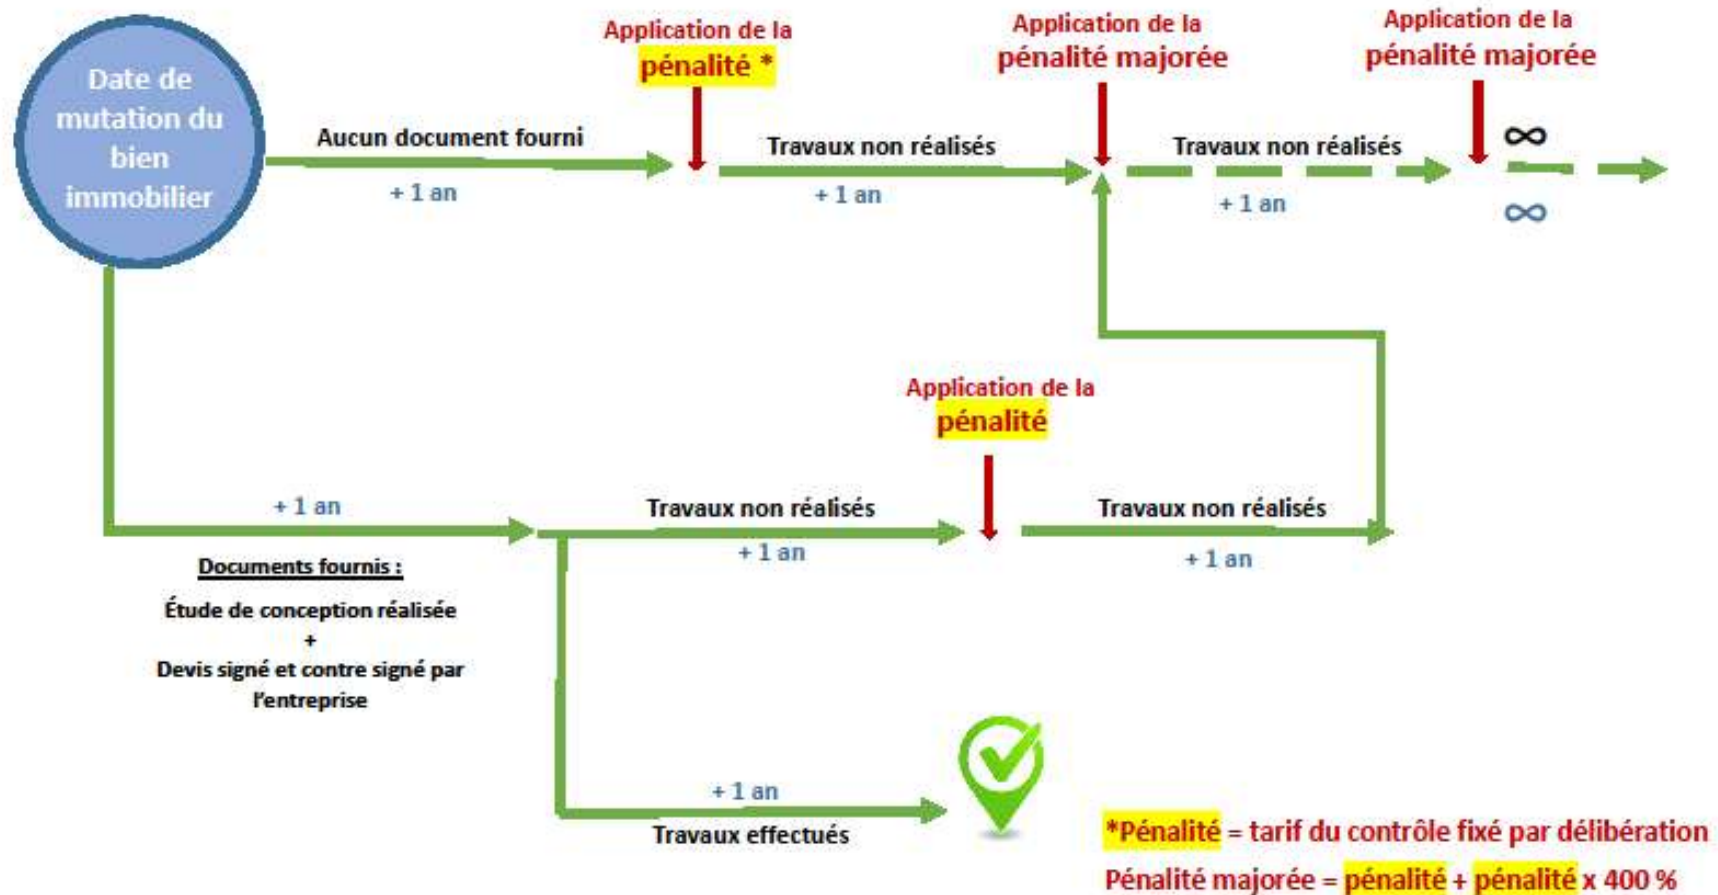 Date de
mutation du
bien
immobilier
Aucun document fourni
+ 1 an
Application de la
pénalité *
Travaux non réalisés
+ 1 an
Application de la
pénalité majorée
Travaux non réalisés
+ 1 an
Application de la
pénalité majorée
∞
∞
+ 1 an
Documents fournis :
Étude de conception réalisée
+
Devis signé et contre signé par
l'entreprise
Travaux non réalisés
+ 1 an
Application de la
pénalité
Travaux non réalisés
+ 1 an
+ 1 an
Travaux effectués
*Pénalité = tarif du contrôle fixé par délibération
Pénalité majorée = pénalité + pénalité x 400 %